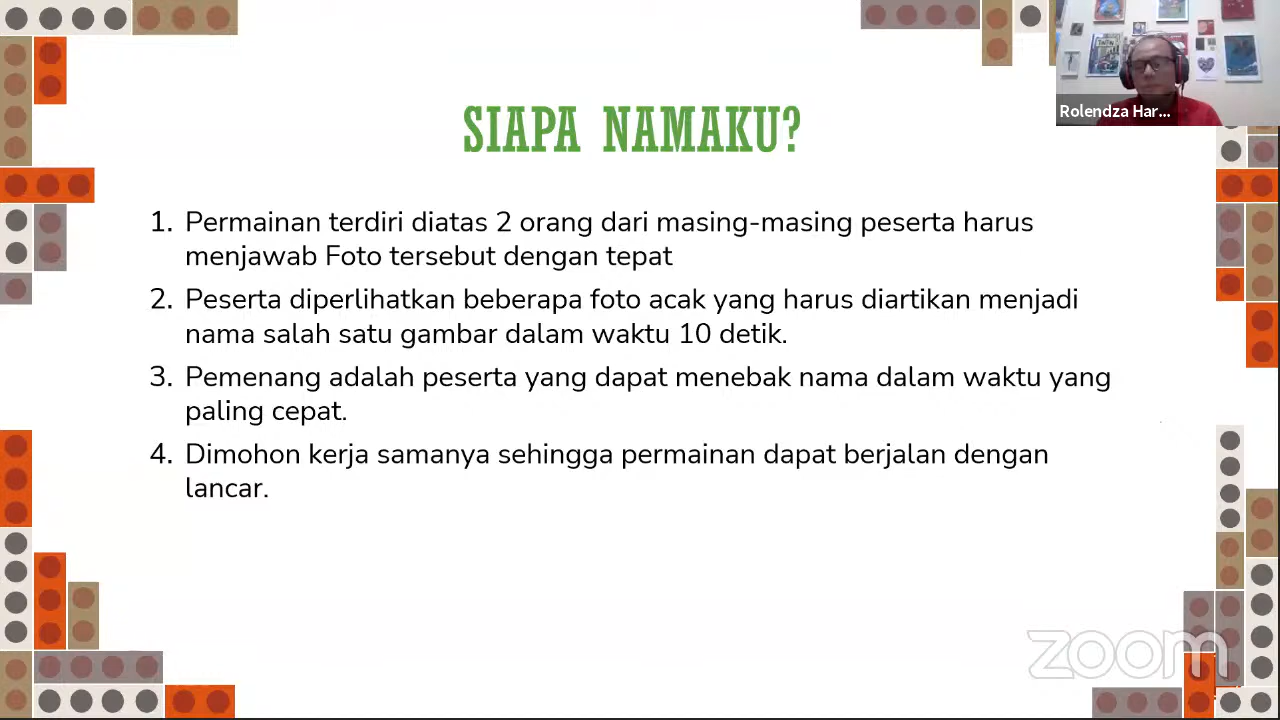 SIAPA NAMAKU?
Rolendza Har...
1. Permainan terdiri diatas 2 orang dari masing-masing peserta harus
menjawab Foto tersebut dengan tepat
2. Peserta diperlihatkan beberapa foto acak yang harus diartikan menjadi
nama salah satu gambar dalam waktu 10 detik.
3. Pemenang adalah peserta yang dapat menebak nama dalam waktu yang
paling cepat.
4. Dimohon kerja samanya sehingga permainan dapat berjalan dengan
lancar.
zoom